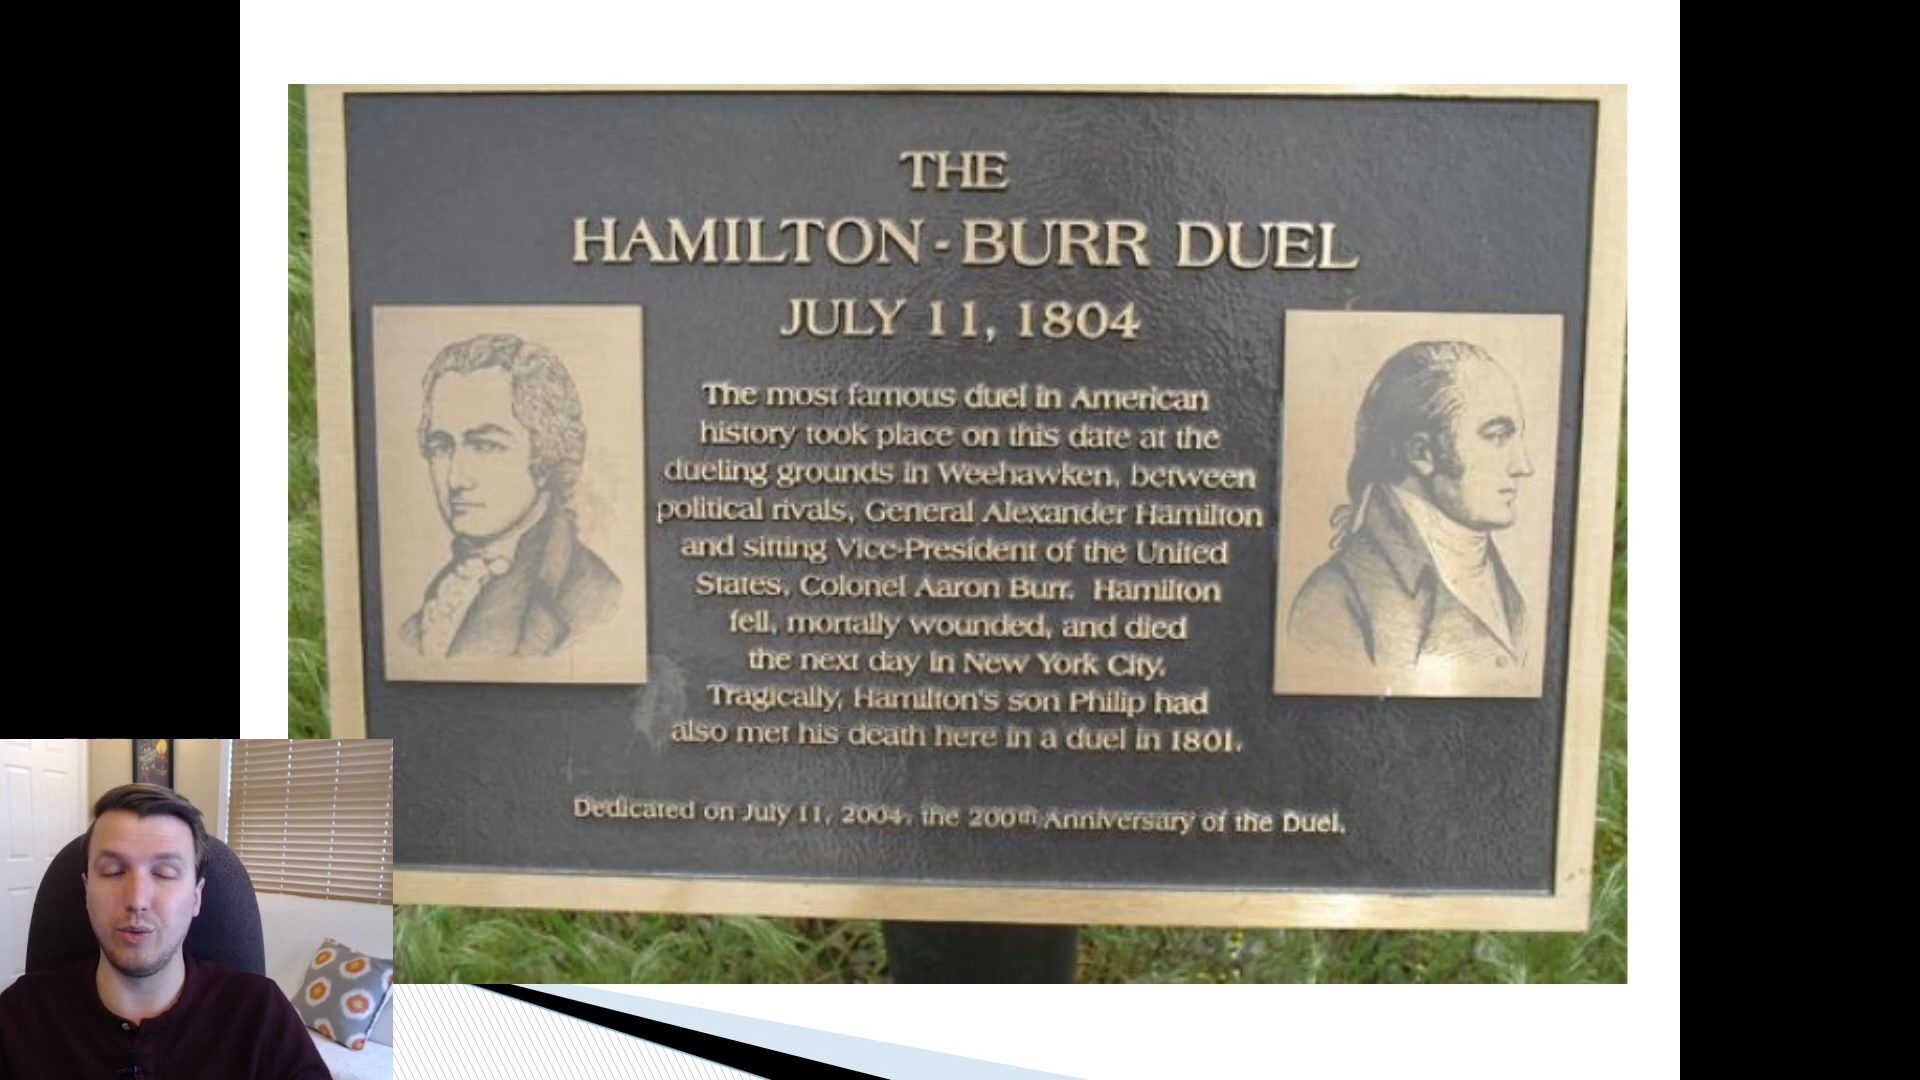 THE
HAMILTON-BURR DUEL
JULY 11, 1804
The most famous duel in American
history took place on this date at the
dueling grounds in Weehawken, between
political rivals, General Alexander Hamilton
and sitting Vice-President of the United
States, Colonel Aaron Burr. Hamilton
fell, mortally wounded, and died
the next day in New York City.
Tragically, Hamilton's son Philip had
also met his death here in a duel in 1801.
Dedicated on July 11, 2004, the 200th Anniversary of the Duel.